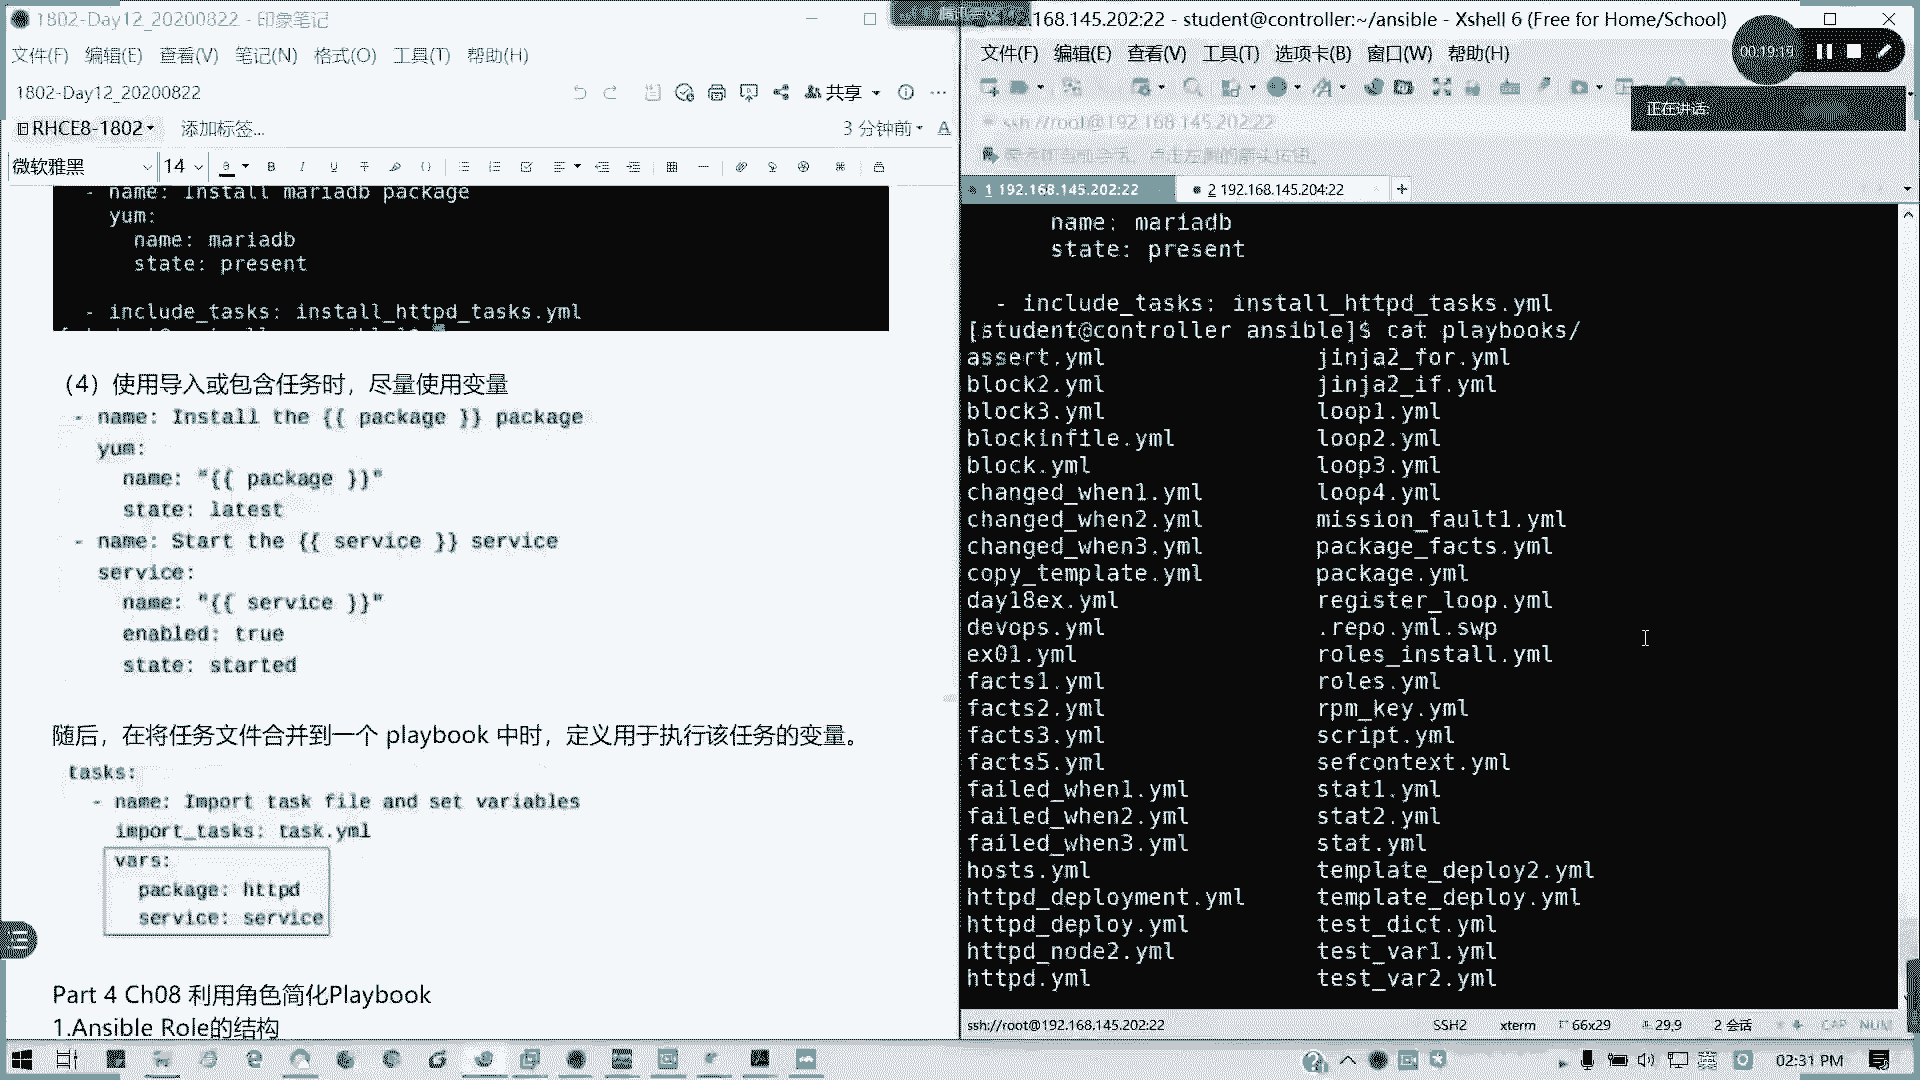 1802-Day12_20200822 - 印象笔记
文件(F) 编辑(E) 查看(V) 笔记(N) 格式(O) 工具(T) 帮助(H)
1802-Day12_20200822
共享
RHCE8-1802
添加标签...
3 分钟前
微软雅黑
14
- name: Install mariadb package
yum:
name: mariadb
state: present
- include_tasks: install_httpd_tasks.yml
（4）使用导入或包含任务时，尽量使用变量
- name: Install the {{ package }} package
yum:
name: "{{ package }}"
state: latest
- name: Start the {{ service }} service
service:
name: "{{ service }}"
enabled: true
state: started
随后，在将任务文件合并到一个 playbook 中时，定义用于执行该任务的变量。
tasks:
- name: Import task file and set variables
import_tasks: task.yml
vars:
package: httpd
service: service
Part 4 Ch08 利用角色简化Playbook
1.Ansible Role的结构
168.145.202:22 - student@controller:~/ansible - Xshell 6 (Free for Home/School)
文件(F) 编辑(E) 查看(V) 工具(T) 选项卡(B) 窗口(W) 帮助(H)
00:19:19
正在讲话:
ssh://root@192.168.145.202:22
1 192.168.145.202:22
2 192.168.145.204:22
name: mariadb
state: present
- include_tasks: install_httpd_tasks.yml
[student@controller ansible]$ cat playbooks/
assert.yml jinja2_for.yml
block2.yml jinja2_if.yml
block3.yml loop1.yml
blockinfile.yml loop2.yml
block.yml loop3.yml
changed_when1.yml loop4.yml
changed_when2.yml mission_fault1.yml
changed_when3.yml package_facts.yml
copy_template.yml package.yml
day18ex.yml register_loop.yml
devops.yml .repo.yml.swp
ex01.yml roles_install.yml
facts1.yml roles.yml
facts2.yml rpm_key.yml
facts3.yml script.yml
facts5.yml sefcontext.yml
failed_when1.yml stat1.yml
failed_when2.yml stat2.yml
failed_when3.yml stat.yml
hosts.yml template_deploy2.yml
httpd_deployment.yml template_deploy.yml
httpd_deploy.yml test_dict.yml
httpd_node2.yml test_var1.yml
httpd.yml test_var2.yml
ssh://root@192.168.145.202:22
SSH2
xterm
66x29
29,9
2 会话
CAP NUM
英
02:31 PM